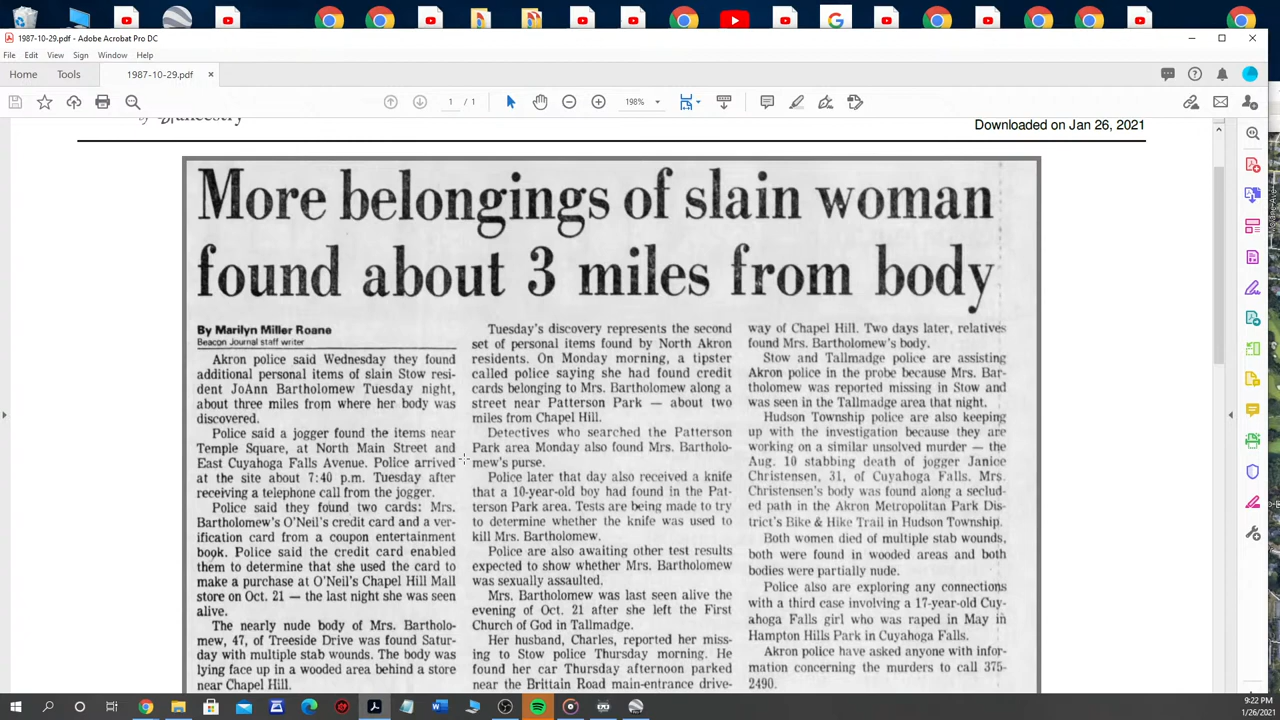 1987-10-29.pdf - Adobe Acrobat Pro DC
File Edit View Sign Window Help
Home Tools 1987-10-29.pdf ×
1 / 1 198%
by Ancestry
Downloaded on Jan 26, 2021
More belongings of slain woman
found about 3 miles from body
By Marilyn Miller Roane
Beacon Journal staff writer
Akron police said Wednesday they found
additional personal items of slain Stow resi-
dent JoAnn Bartholomew Tuesday night,
about three miles from where her body was
discovered.
Police said a jogger found the items near
Temple Square, at North Main Street and
East Cuyahoga Falls Avenue. Police arrived
at the site about 7:40 p.m. Tuesday after
receiving a telephone call from the jogger.
Police said they found two cards: Mrs.
Bartholomew's O'Neil's credit card and a ver-
ification card from a coupon entertainment
book. Police said the credit card enabled
them to determine that she used the card to
make a purchase at O'Neil's Chapel Hill Mall
store on Oct. 21 — the last night she was seen
alive.
The nearly nude body of Mrs. Bartholo-
mew, 47, of Treeside Drive was found Satur-
day with multiple stab wounds. The body was
lying face up in a wooded area behind a store
near Chapel Hill.
Tuesday's discovery represents the second
set of personal items found by North Akron
residents. On Monday morning, a tipster
called police saying she had found credit
cards belonging to Mrs. Bartholomew along a
street near Patterson Park — about two
miles from Chapel Hill.
Detectives who searched the Patterson
Park area Monday also found Mrs. Bartholo-
mew's purse.
Police later that day also received a knife
that a 10-year-old boy had found in the Pat-
terson Park area. Tests are being made to try
to determine whether the knife was used to
kill Mrs. Bartholomew.
Police are also awaiting other test results
expected to show whether Mrs. Bartholomew
was sexually assaulted.
Mrs. Bartholomew was last seen alive the
evening of Oct. 21 after she left the First
Church of God in Tallmadge.
Her husband, Charles, reported her miss-
ing to Stow police Thursday morning. He
found her car Thursday afternoon parked
near the Brittain Road main-entrance drive-
way of Chapel Hill. Two days later, relatives
found Mrs. Bartholomew's body.
Stow and Tallmadge police are assisting
Akron police in the probe because Mrs. Bar-
tholomew was reported missing in Stow and
was seen in the Tallmadge area that night.
Hudson Township police are also keeping
up with the investigation because they are
working on a similar unsolved murder — the
Aug. 10 stabbing death of jogger Janice
Christensen, 31, of Cuyahoga Falls. Mrs.
Christensen's body was found along a seclud-
ed path in the Akron Metropolitan Park Dis-
trict's Bike & Hike Trail in Hudson Township.
Both women died of multiple stab wounds,
both were found in wooded areas and both
bodies were partially nude.
Police also are exploring any connections
with a third case involving a 17-year-old Cuy-
ahoga Falls girl who was raped in May in
Hampton Hills Park in Cuyahoga Falls.
Akron police have asked anyone with infor-
mation concerning the murders to call 375-
2490.
9:22 PM
1/26/2021